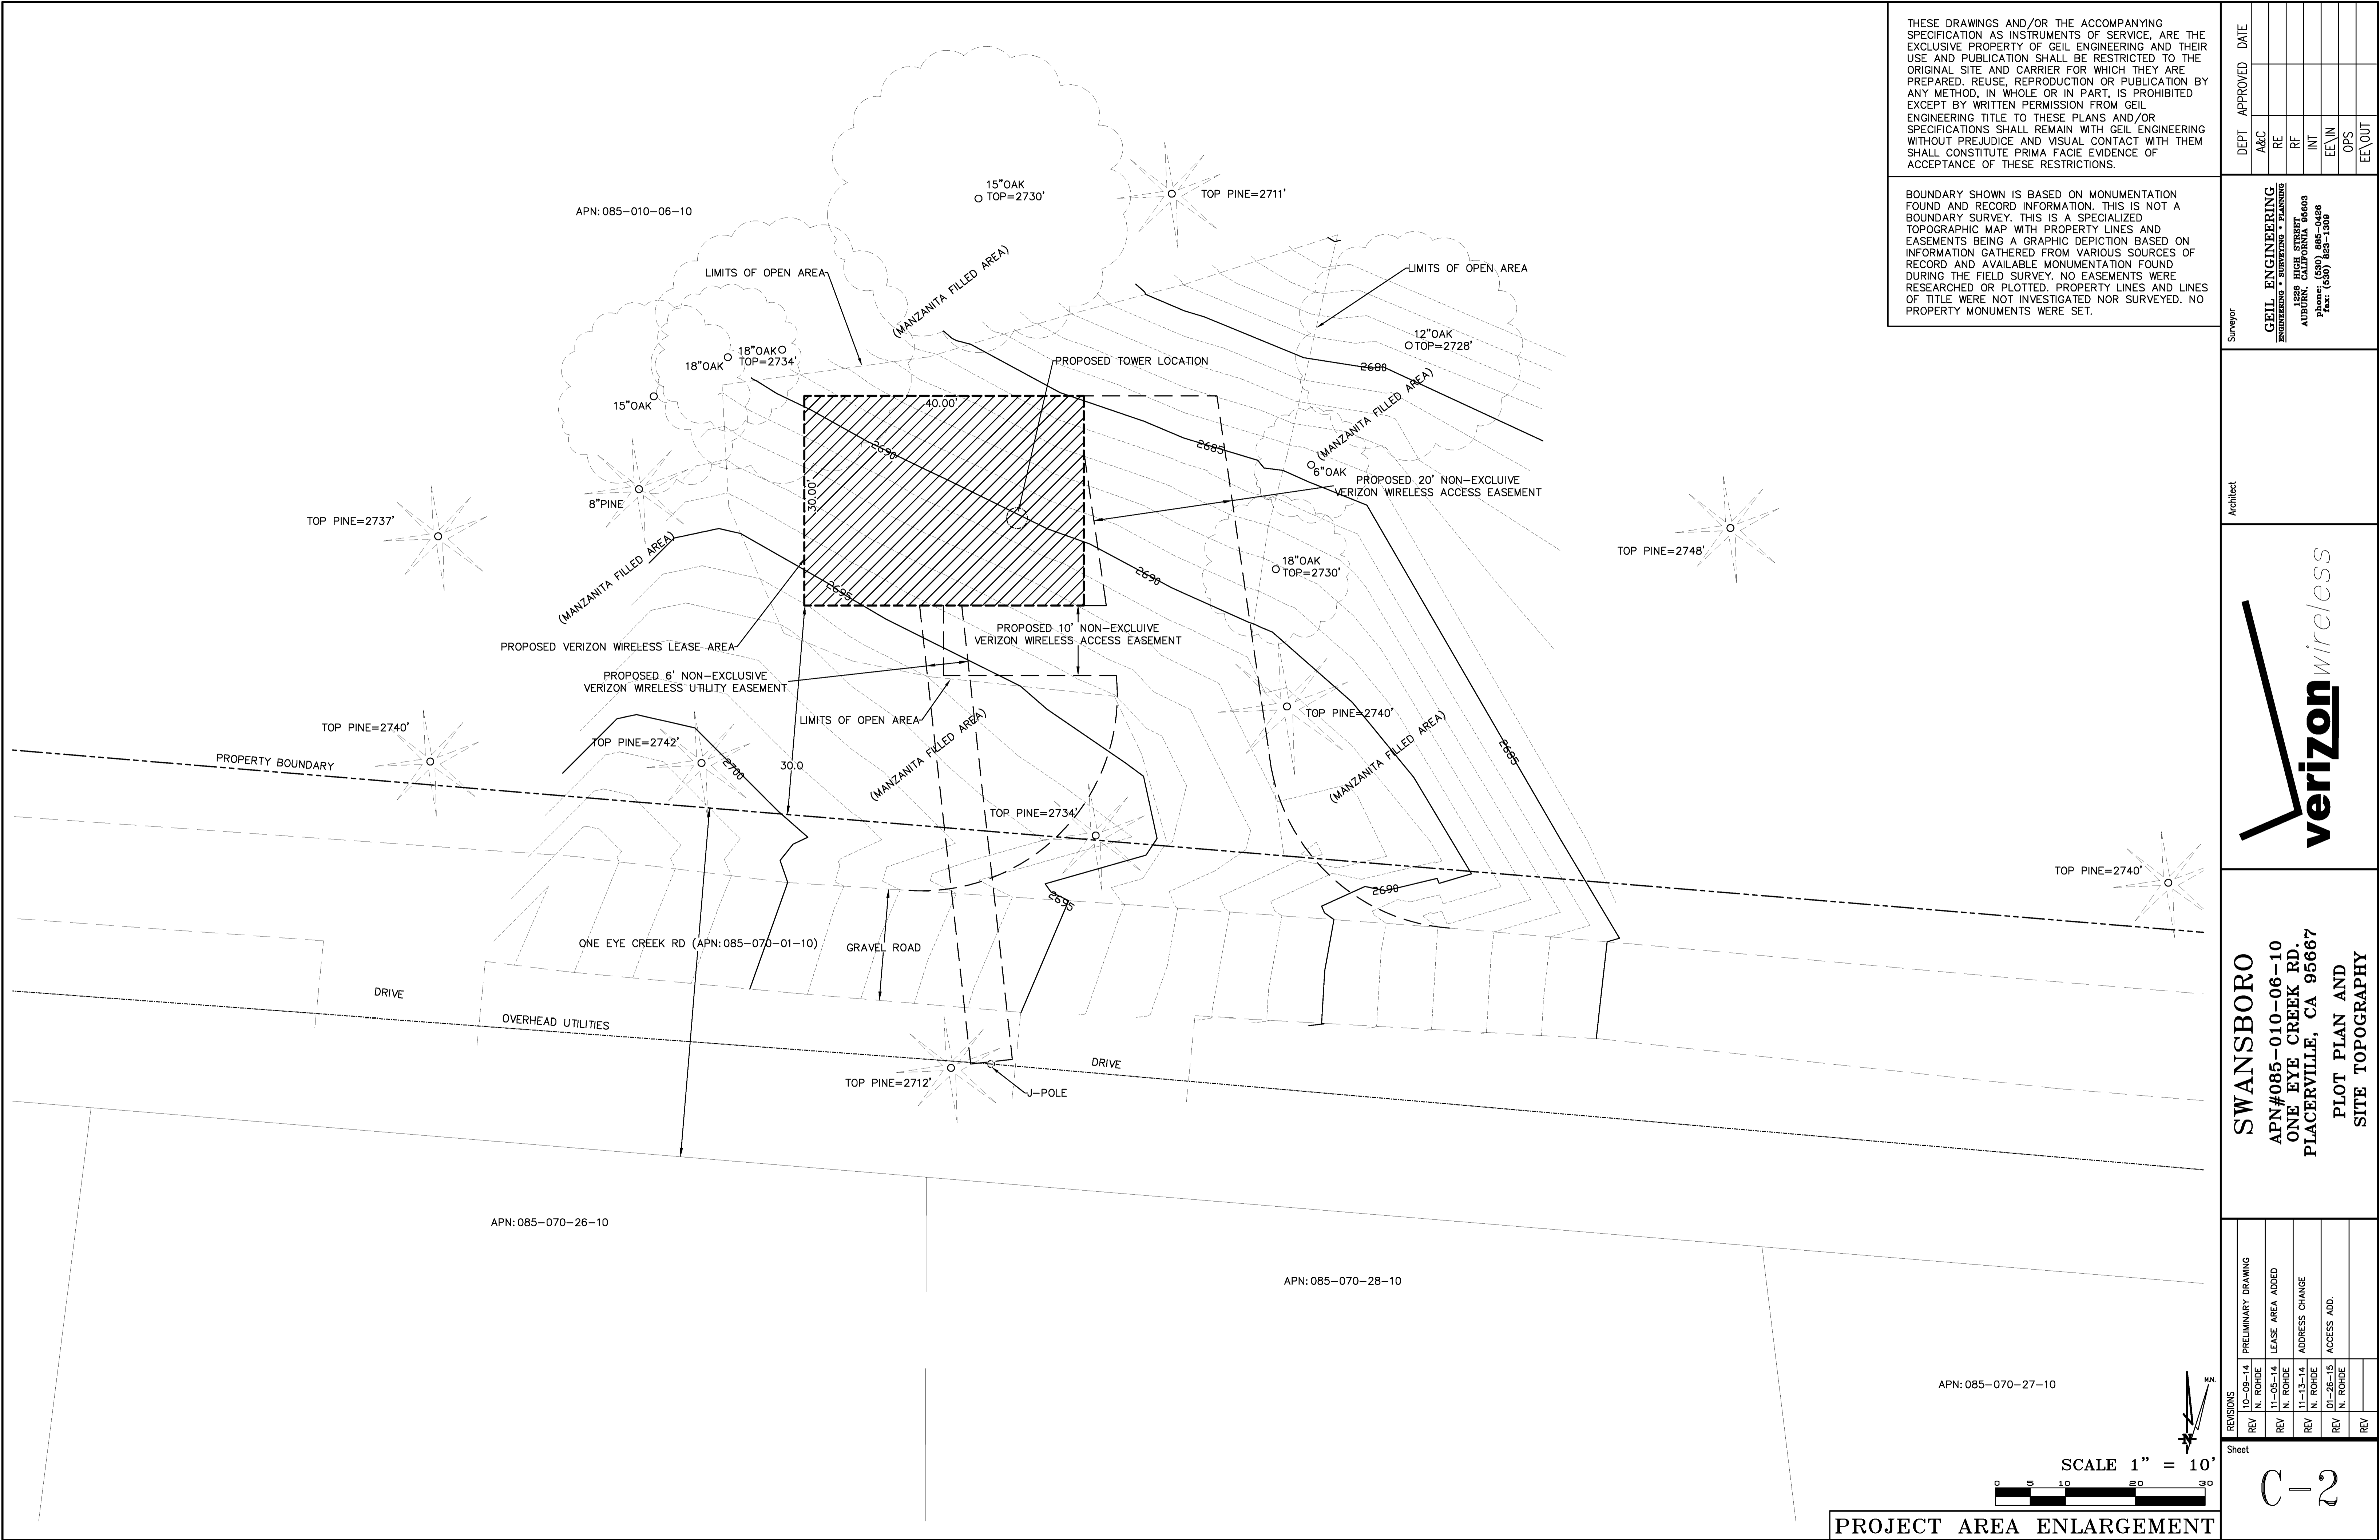 THESE DRAWINGS AND/OR THE ACCOMPANYING
SPECIFICATION AS INSTRUMENTS OF SERVICE, ARE THE
EXCLUSIVE PROPERTY OF GEIL ENGINEERING AND THEIR
USE AND PUBLICATION SHALL BE RESTRICTED TO THE
ORIGINAL SITE AND CARRIER FOR WHICH THEY ARE
PREPARED. REUSE, REPRODUCTION OR PUBLICATION BY
ANY METHOD, IN WHOLE OR IN PART, IS PROHIBITED
EXCEPT BY WRITTEN PERMISSION FROM GEIL
ENGINEERING TITLE TO THESE PLANS AND/OR
SPECIFICATIONS SHALL REMAIN WITH GEIL ENGINEERING
WITHOUT PREJUDICE AND VISUAL CONTACT WITH THEM
SHALL CONSTITUTE PRIMA FACIE EVIDENCE OF
ACCEPTANCE OF THESE RESTRICTIONS.
BOUNDARY SHOWN IS BASED ON MONUMENTATION
FOUND AND RECORD INFORMATION. THIS IS NOT A
BOUNDARY SURVEY. THIS IS A SPECIALIZED
TOPOGRAPHIC MAP WITH PROPERTY LINES AND
EASEMENTS BEING A GRAPHIC DEPICTION BASED ON
INFORMATION GATHERED FROM VARIOUS SOURCES OF
RECORD AND AVAILABLE MONUMENTATION FOUND
DURING THE FIELD SURVEY. NO EASEMENTS WERE
RESEARCHED OR PLOTTED. PROPERTY LINES AND LINES
OF TITLE WERE NOT INVESTIGATED NOR SURVEYED. NO
PROPERTY MONUMENTS WERE SET.
15"OAK
TOP=2730'
TOP PINE=2711'
APN: 085-010-06-10
LIMITS OF OPEN AREA
(MANZANITA FILLED AREA)
LIMITS OF OPEN AREA
12"OAK
TOP=2728'
18"OAK
TOP=2734'
18"OAK
15"OAK
PROPOSED TOWER LOCATION
2680
(MANZANITA FILLED AREA)
40.00'
30.00'
2690
2685
6"OAK
PROPOSED 20' NON-EXCLUIVE
VERIZON WIRELESS ACCESS EASEMENT
8"PINE
TOP PINE=2737'
TOP PINE=2748'
(MANZANITA FILLED AREA)
18"OAK
TOP=2730'
2690
2695
PROPOSED 10' NON-EXCLUIVE
VERIZON WIRELESS ACCESS EASEMENT
PROPOSED VERIZON WIRELESS LEASE AREA
PROPOSED 6' NON-EXCLUSIVE
VERIZON WIRELESS UTILITY EASEMENT
LIMITS OF OPEN AREA
(MANZANITA FILLED AREA)
TOP PINE=2740'
TOP PINE=2740'
TOP PINE=2742'
2700
30.0
2685
(MANZANITA FILLED AREA)
PROPERTY BOUNDARY
TOP PINE=2734'
TOP PINE=2740'
2695
2690
ONE EYE CREEK RD (APN: 085-070-01-10)
GRAVEL ROAD
DRIVE
OVERHEAD UTILITIES
DRIVE
TOP PINE=2712'
J-POLE
APN: 085-070-26-10
APN: 085-070-28-10
APN: 085-070-27-10
M.N.
N
SCALE 1" = 10'
0 5 10 20 30
PROJECT AREA ENLARGEMENT
DEPT APPROVED DATE
A&C
RE
RF
INT
EE\IN
OPS
EE\OUT
Surveyor
GEIL ENGINEERING
ENGINEERING * SURVEYING * PLANNING
1226 HIGH STREET
AUBURN, CALIFORNIA 95603
phone: (530) 885-0426
fax: (530) 823-1309
Architect
verizon wireless
SWANSBORO
APN#085-010-06-10
ONE EYE CREEK RD.
PLACERVILLE, CA 95667
PLOT PLAN AND
SITE TOPOGRAPHY
REVISIONS
REV 10-09-14 PRELIMINARY DRAWING
N. ROHDE
REV 11-05-14 LEASE AREA ADDED
N. ROHDE
REV 11-13-14 ADDRESS CHANGE
N. ROHDE
REV 01-26-15 ACCESS ADD.
N. ROHDE
REV
Sheet
C-2